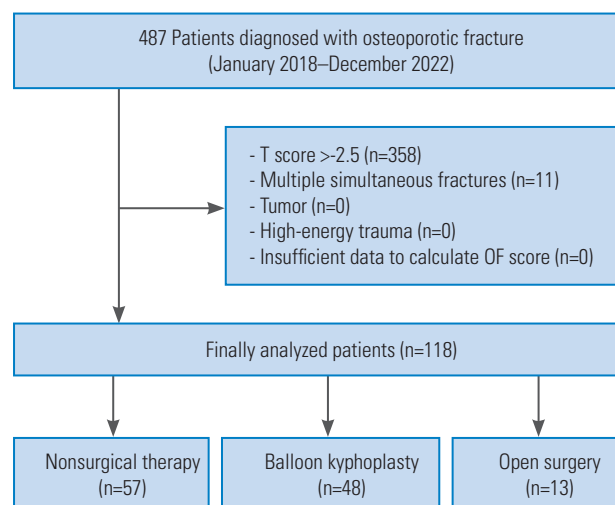 487 Patients diagnosed with osteoporotic fracture
(January 2018–December 2022)
- T score >-2.5 (n=358)
- Multiple simultaneous fractures (n=11)
- Tumor (n=0)
- High-energy trauma (n=0)
- Insufficient data to calculate OF score (n=0)
Finally analyzed patients (n=118)
Nonsurgical therapy
(n=57)
Balloon kyphoplasty
(n=48)
Open surgery
(n=13)